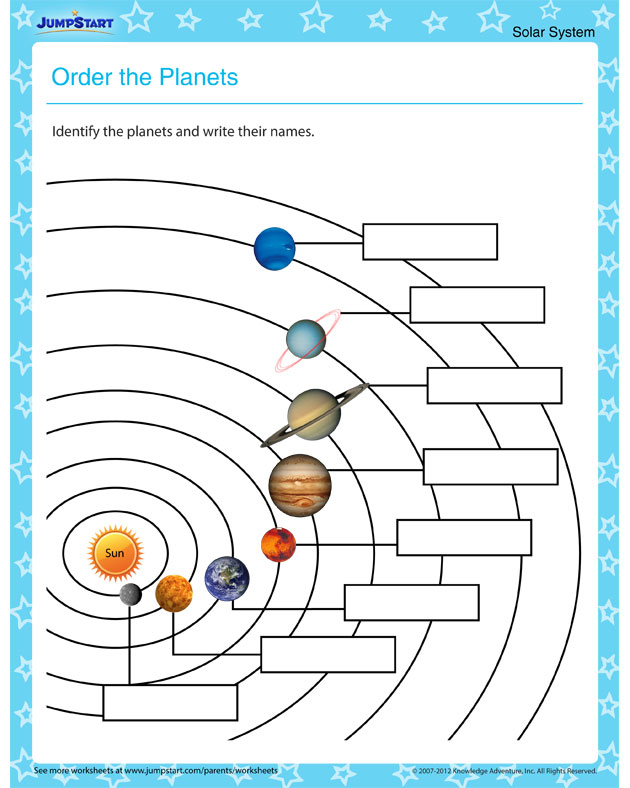 JUMPSTART
Solar System
Order the Planets
Identify the planets and write their names.
Sun
See more worksheets at www.jumpstart.com/parents/worksheets
© 2007-2012 Knowledge Adventure, Inc. All Rights Reserved.